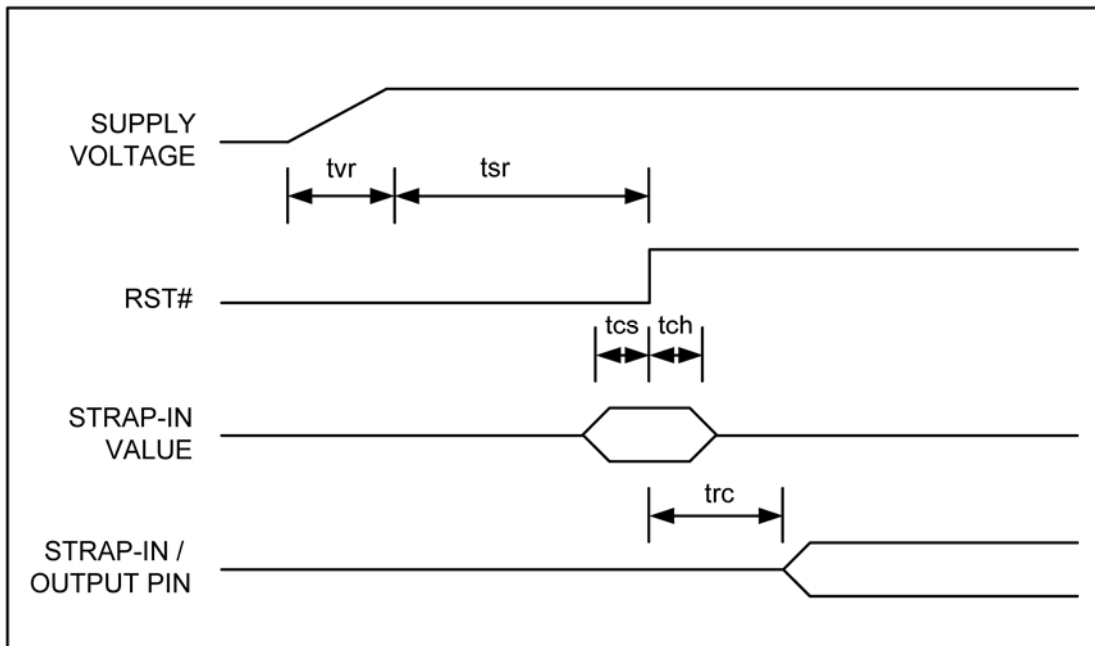 SUPPLY
VOLTAGE
tvr
tsr
RST#
tcs
tch
STRAP-IN
VALUE
trc
STRAP-IN /
OUTPUT PIN